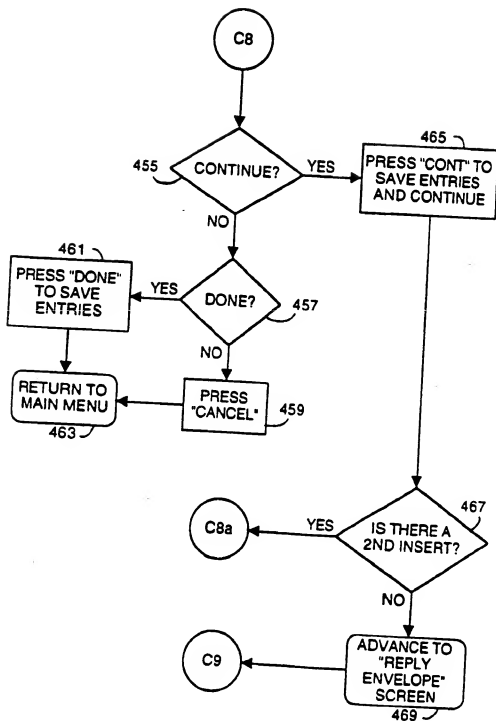 C8
455
CONTINUE?
YES
NO
465
PRESS "CONT" TO
SAVE ENTRIES
AND CONTINUE
461
PRESS "DONE"
TO SAVE
ENTRIES
YES
DONE?
457
NO
RETURN TO
MAIN MENU
463
PRESS
"CANCEL"
459
467
IS THERE A
2ND INSERT?
YES
C8a
NO
ADVANCE TO
"REPLY
ENVELOPE"
SCREEN
469
C9